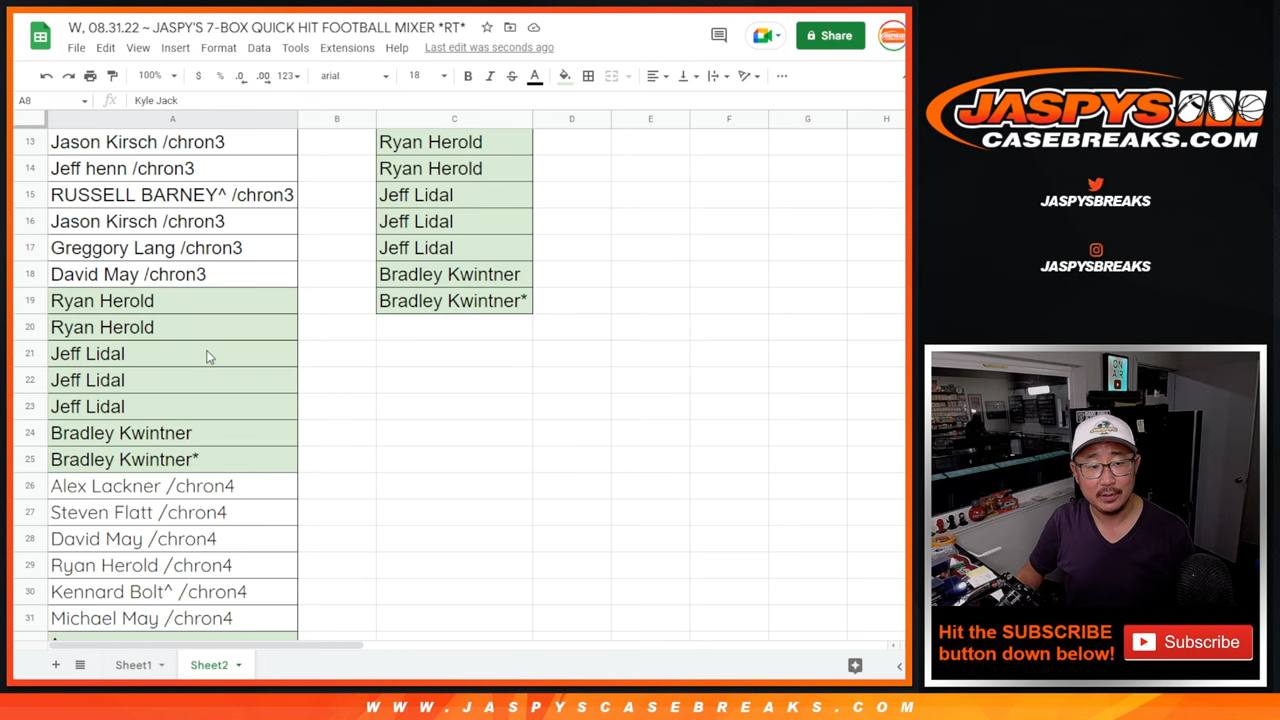 W, 08.31.22 ~ JASPY'S 7-BOX QUICK HIT FOOTBALL MIXER *RT*
File Edit View Insert Format Data Tools Extensions Help Last edit was seconds ago
Share
100% $ % .0 .00 123 arial 18 B I S A
A8 fx Kyle Jack
A B C D E F G H
13 Jason Kirsch /chron3 Ryan Herold
14 Jeff henn /chron3 Ryan Herold
15 RUSSELL BARNEY^ /chron3 Jeff Lidal
16 Jason Kirsch /chron3 Jeff Lidal
17 Greggory Lang /chron3 Jeff Lidal
18 David May /chron3 Bradley Kwintner
19 Ryan Herold Bradley Kwintner*
20 Ryan Herold
21 Jeff Lidal
22 Jeff Lidal
23 Jeff Lidal
24 Bradley Kwintner
25 Bradley Kwintner*
26 Alex Lackner /chron4
27 Steven Flatt /chron4
28 David May /chron4
29 Ryan Herold /chron4
30 Kennard Bolt^ /chron4
31 Michael May /chron4
Sheet1 Sheet2
JASPYS
CASEBREAKS.COM
JASPYSBREAKS
JASPYSBREAKS
ON
AIR
Hit the SUBSCRIBE
button down below!
Subscribe
WWW.JASPYSCASEBREAKS.COM